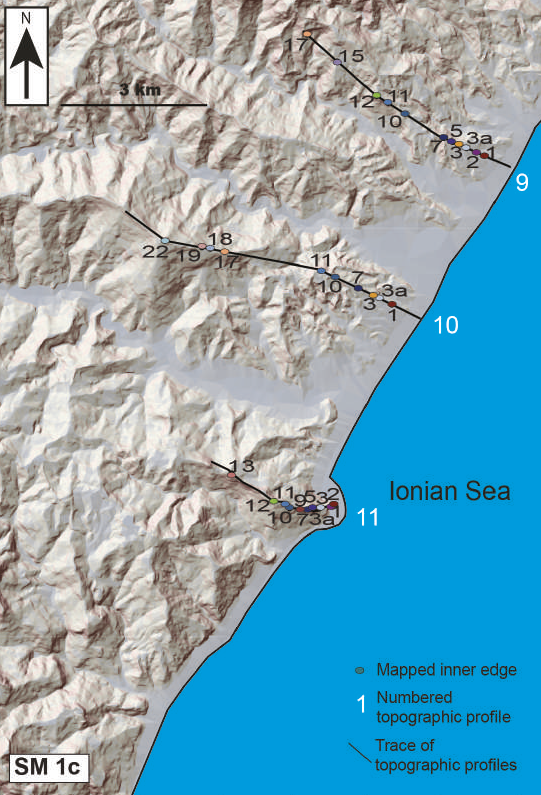 N
3 km
17
15
12 11
10
5 3a
7 3 2 1
9
22 19 18
17
11
10 7
3 3a
1
10
13
12 11 9 5 3 2
10 7 3a 1
11
Ionian Sea
Mapped inner edge
1 Numbered
topographic profile
Trace of
topographic profiles
SM 1c